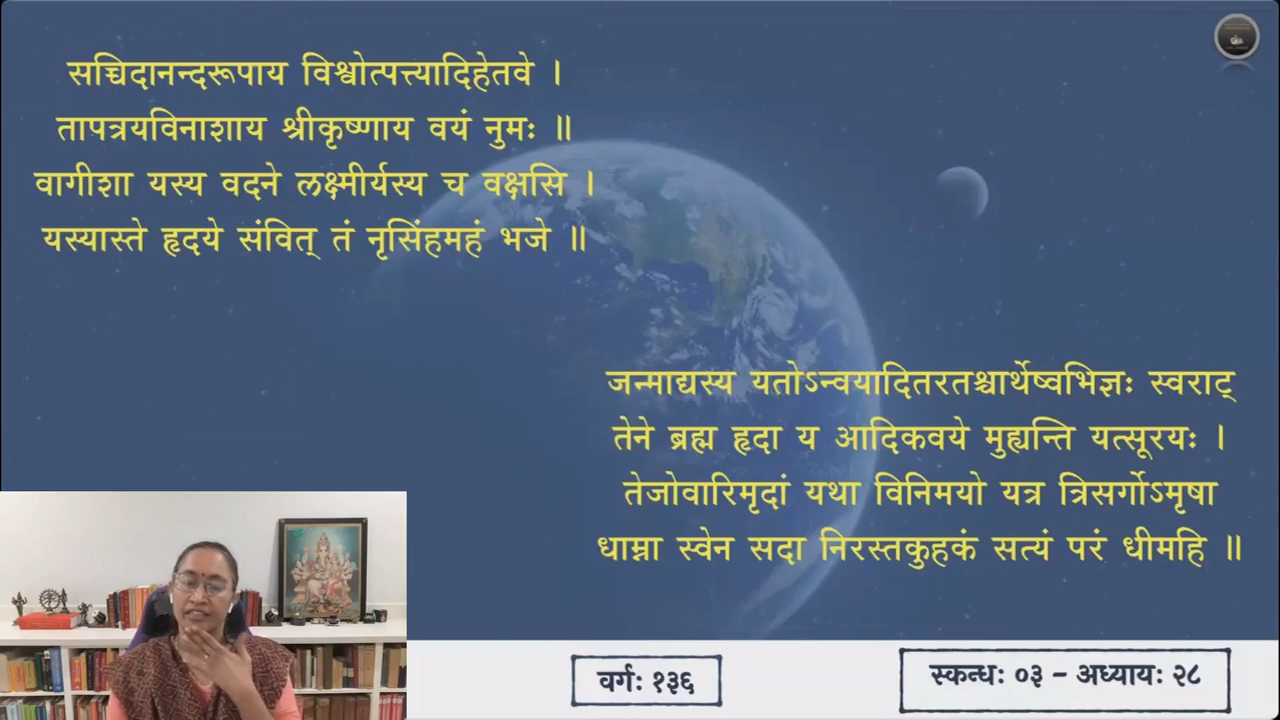 सच्चिदानन्दरूपाय विश्वोत्पत्त्यादिहेतवे ।
तापत्रयविनाशाय श्रीकृष्णाय वयं नुमः ॥
वागीशा यस्य वदने लक्ष्मीर्यस्य च वक्षसि ।
यस्यास्ते हृदये संवित् तं नृसिंहमहं भजे ॥
जन्माद्यस्य यतोऽन्वयादितरतश्चार्थेष्वभिज्ञः स्वराट्
तेने ब्रह्म हृदा य आदिकवये मुह्यन्ति यत्सूरयः ।
तेजोवारिमृदां यथा विनिमयो यत्र त्रिसर्गोऽमृषा
धाम्ना स्वेन सदा निरस्तकुहकं सत्यं परं धीमहि ॥
वर्गः १३६
स्कन्धः ०३ - अध्यायः २८